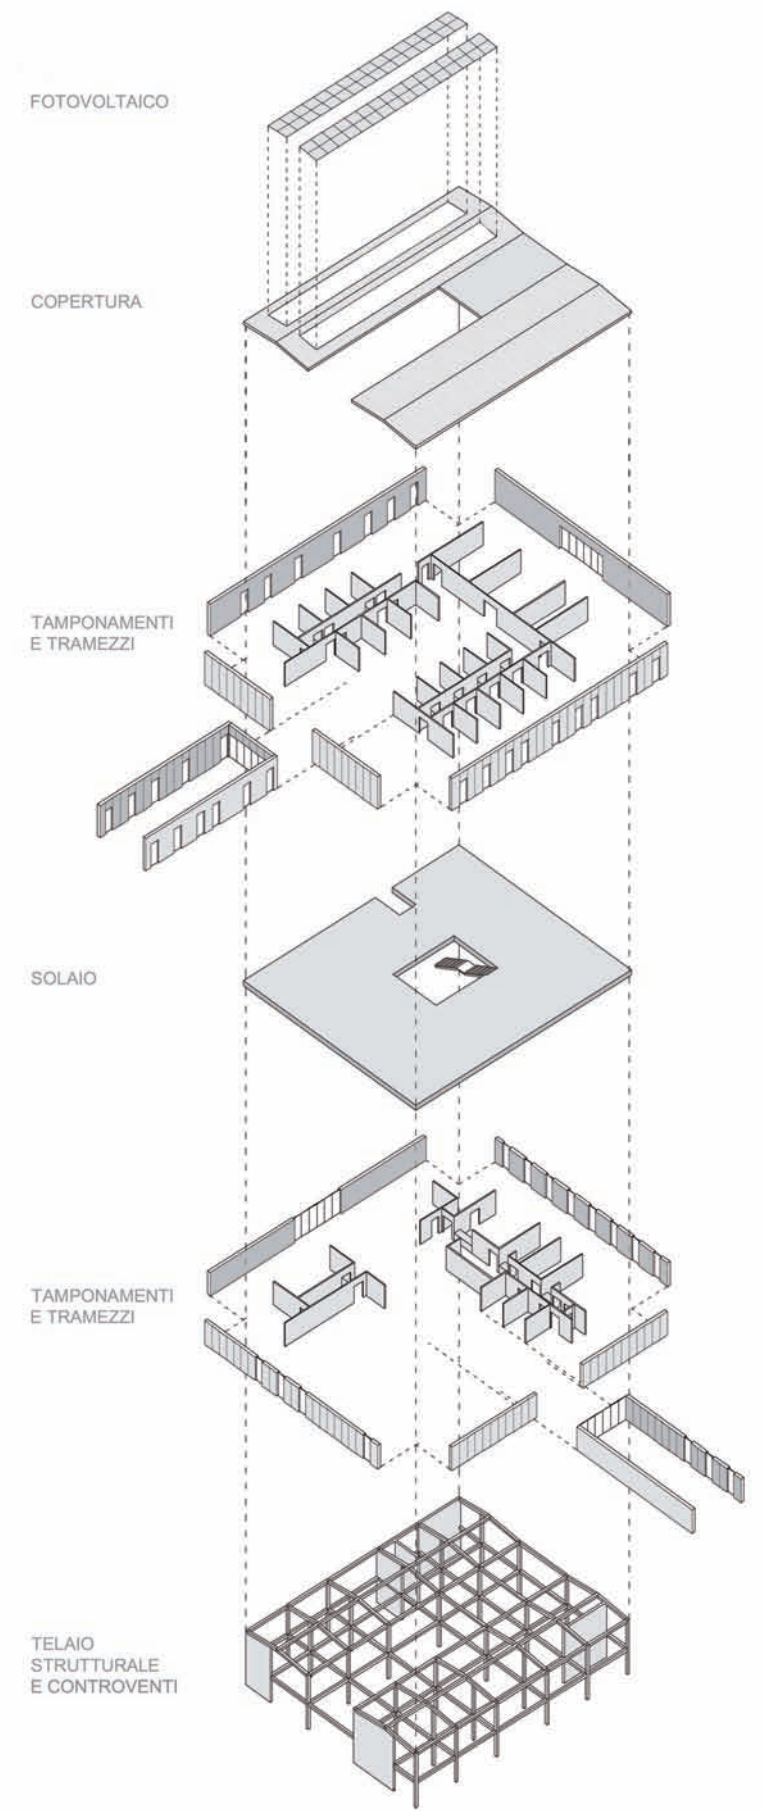 FOTOVOLTAICO
COPERTURA
TAMPONAMENTI
E TRAMEZZI
SOLAIO
TAMPONAMENTI
E TRAMEZZI
TELAIO
STRUTTURALE
E CONTROVENTI